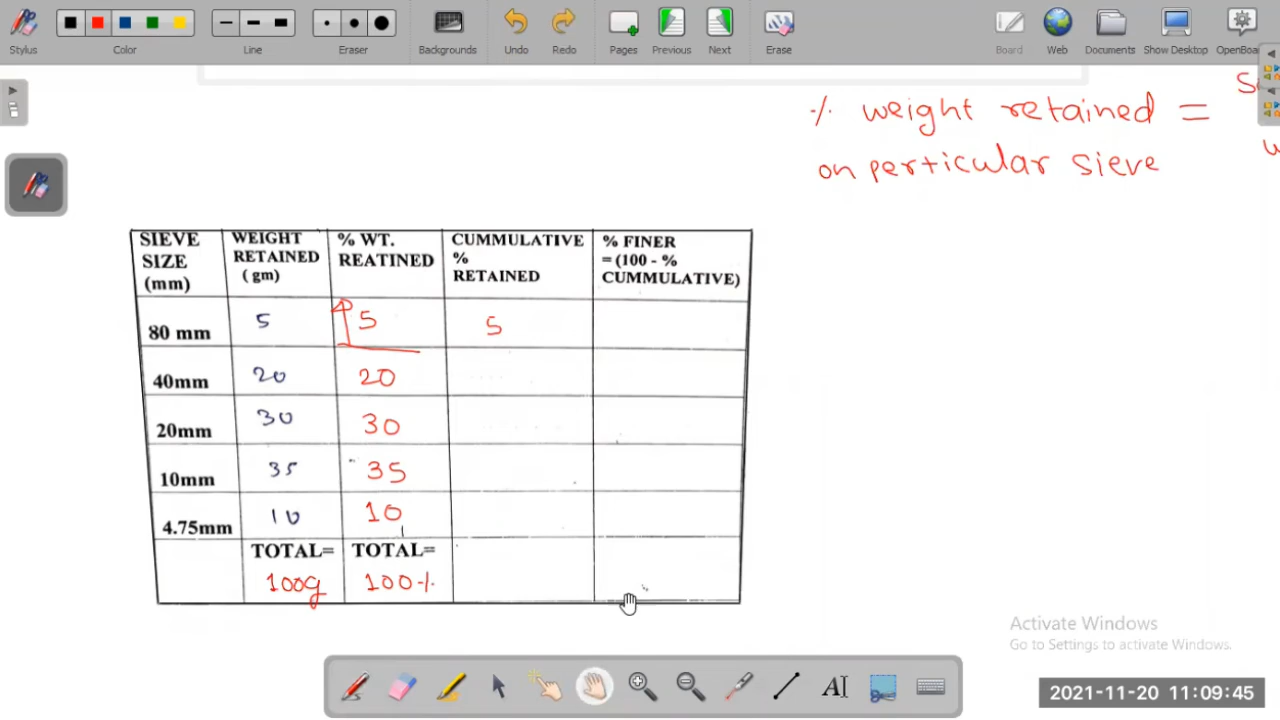 Stylus
Color
Line
Eraser
Backgrounds
Undo
Redo
Pages
Previous
Next
Erase
Board
Web
Documents
Show Desktop
% weight retained =
on perticular sieve
SIEVE SIZE (mm) WEIGHT RETAINED (gm) % WT. REATINED CUMMULATIVE % RETAINED % FINER = (100 - % CUMMULATIVE)
80 mm 5 5 5
40mm 20 20
20mm 30 30
10mm 35 35
4.75mm 10 10
TOTAL= TOTAL=
100g 100%
Activate Windows
Go to Settings to activate Windows.
AI
2021-11-20 11:09:45